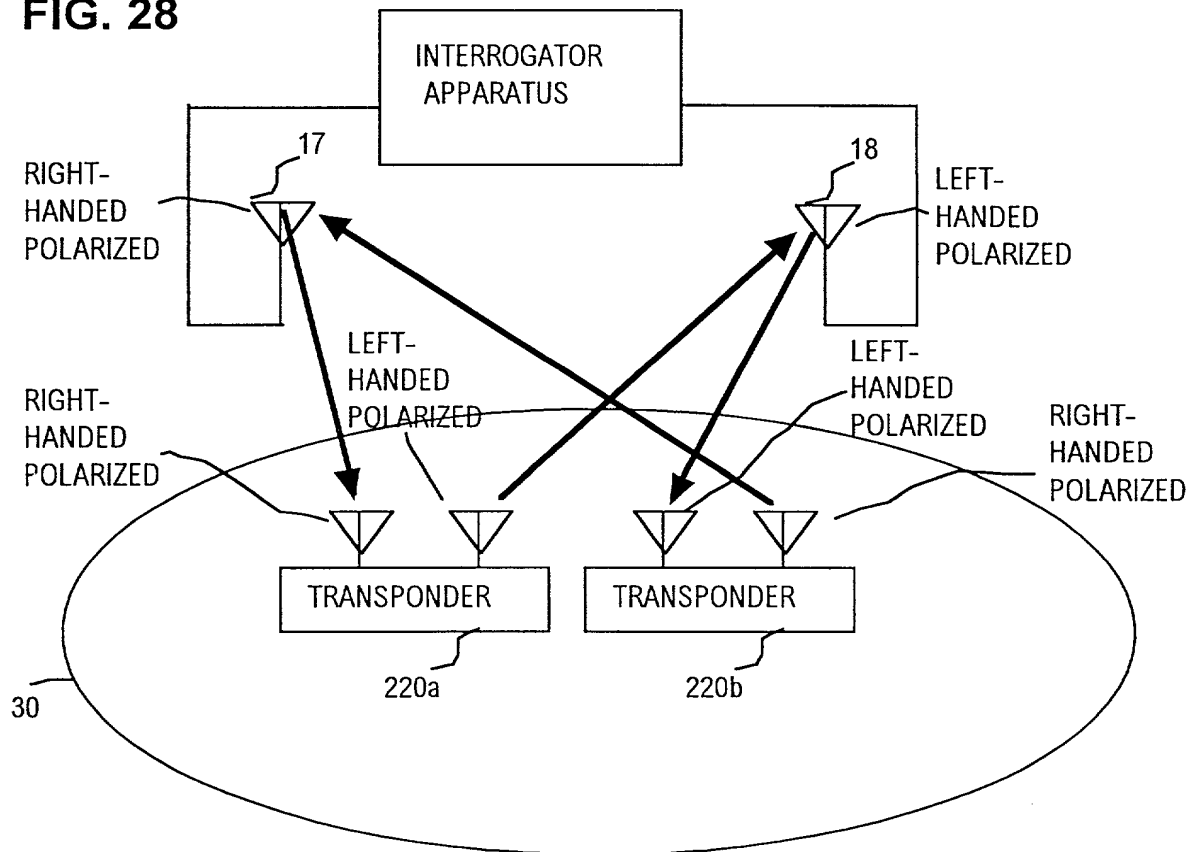 FIG. 28
INTERROGATOR
APPARATUS
17
18
RIGHT-
HANDED
POLARIZED
LEFT-
HANDED
POLARIZED
LEFT-
HANDED
POLARIZED
LEFT-
HANDED
POLARIZED
RIGHT-
HANDED
POLARIZED
RIGHT-
HANDED
POLARIZED
TRANSPONDER
TRANSPONDER
220a
220b
30